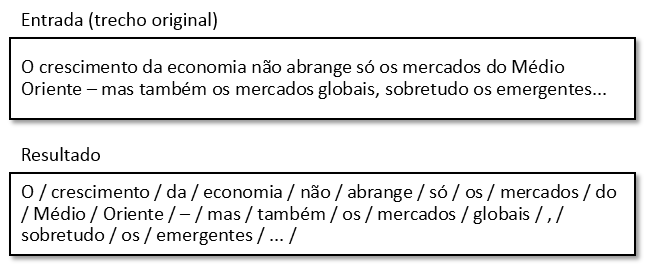 Entrada (trecho original)
O crescimento da economia não abrange só os mercados do Médio
Oriente – mas também os mercados globais, sobretudo os emergentes...
Resultado
O / crescimento / da / economia / não / abrange / só / os / mercados / do
/ Médio / Oriente / – / mas / também / os / mercados / globais / , /
sobretudo / os / emergentes / ... /